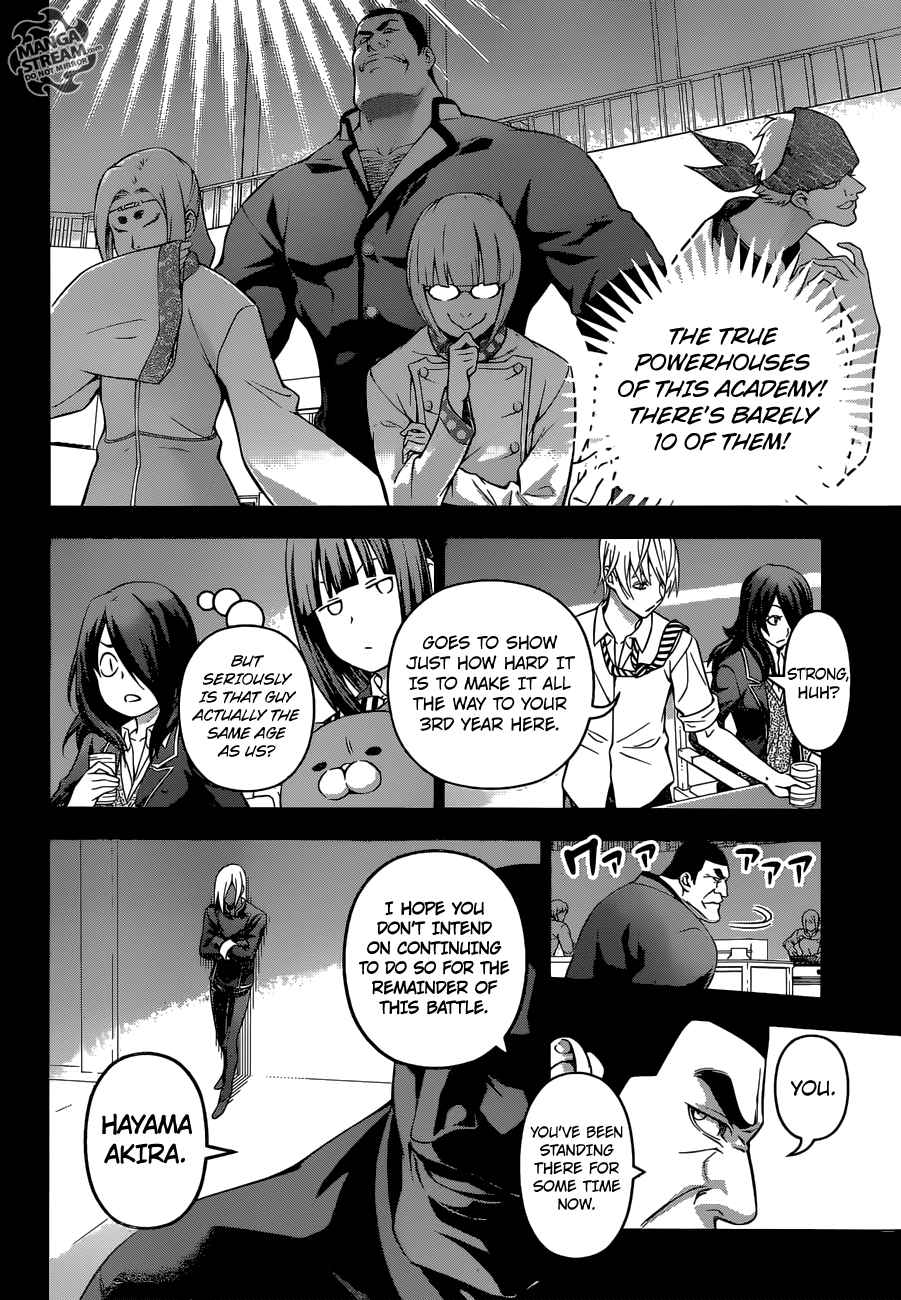 MANGA
STREAM.com
DO NOT MIRROR!
THE TRUE
POWERHOUSES
OF THIS ACADEMY!
THERE'S BARELY
10 OF THEM!
STRONG,
HUH?
GOES TO SHOW
JUST HOW HARD IT
IS TO MAKE IT ALL
THE WAY TO YOUR
3RD YEAR HERE.
BUT
SERIOUSLY
IS THAT GUY
ACTUALLY THE
SAME AGE
AS US?
ワァァ
ァァァ
YOU.
YOU'VE BEEN
STANDING
THERE FOR
SOME TIME
NOW.
I HOPE YOU
DON'T INTEND
ON CONTINUING
TO DO SO FOR THE
REMAINDER OF
THIS BATTLE.
HAYAMA
AKIRA.